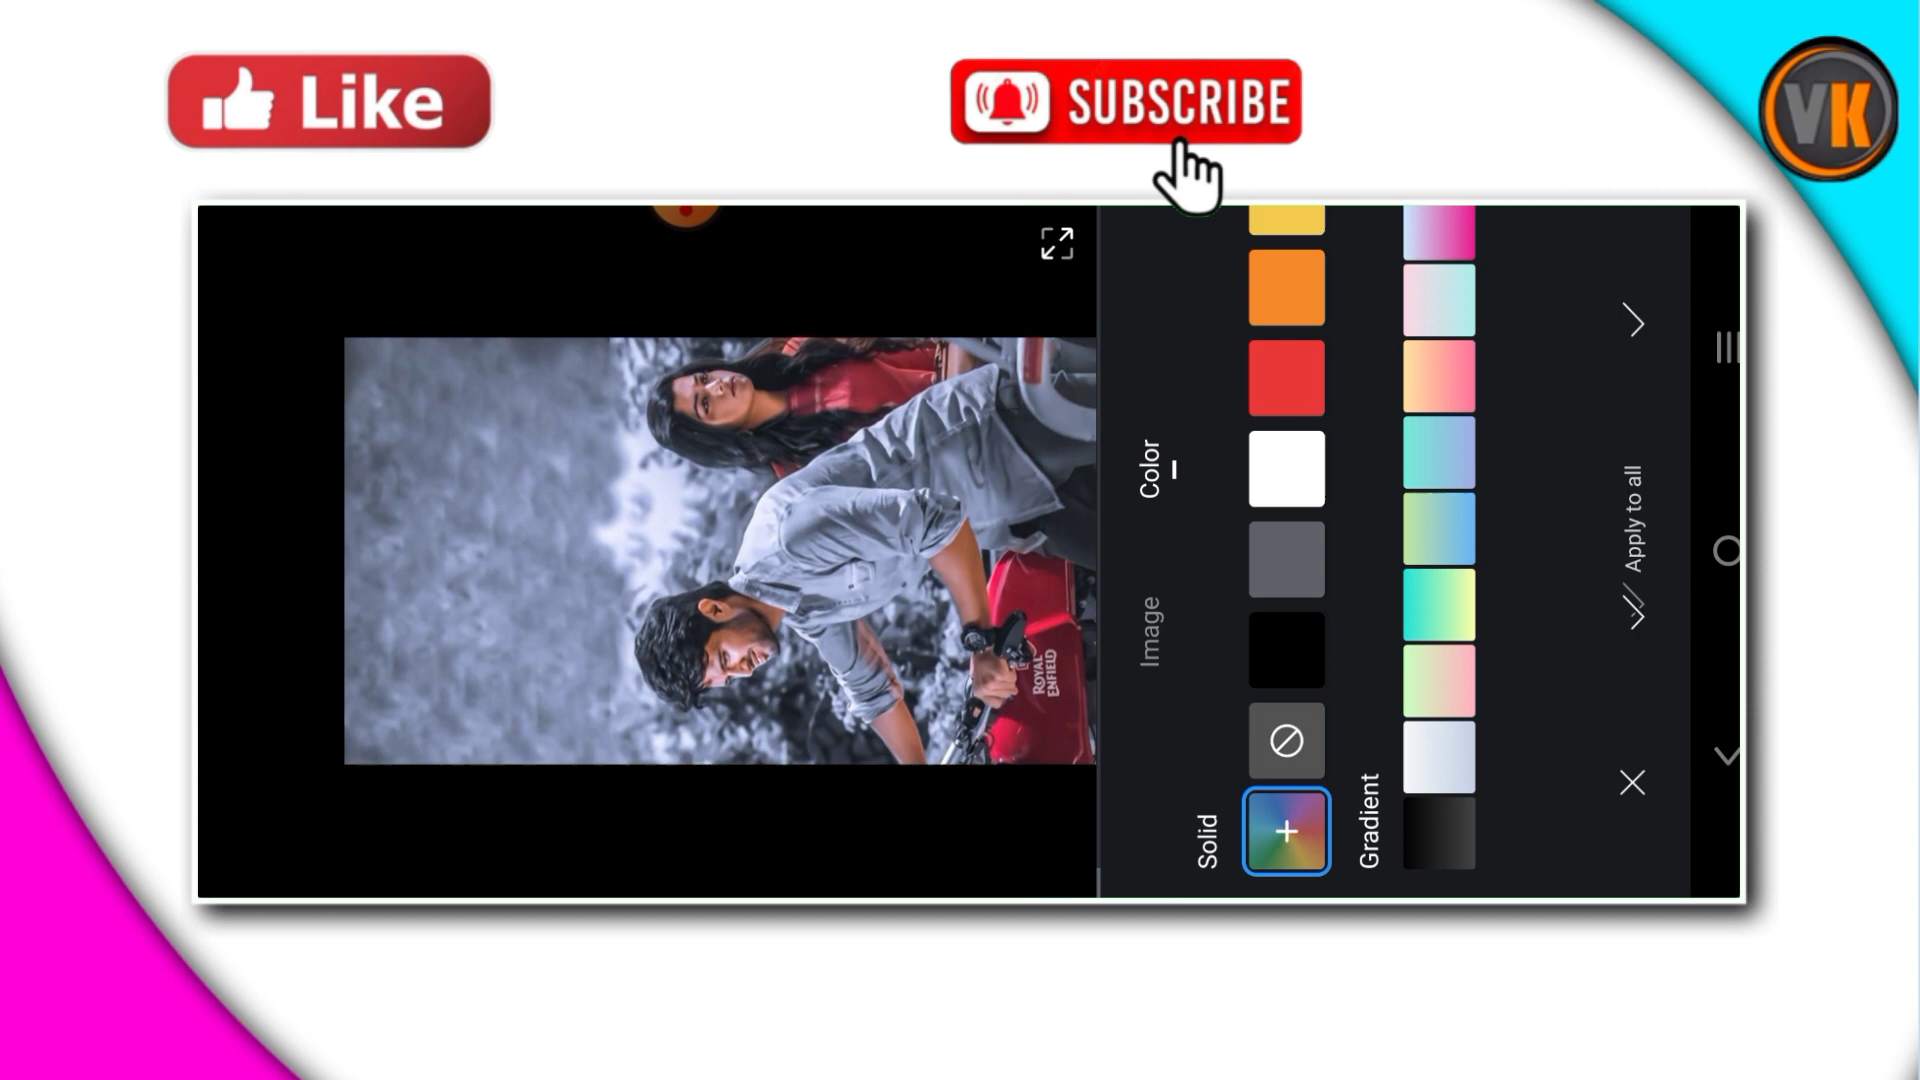 Like
SUBSCRIBE
VK
Image
Color
Solid
Gradient
Apply to all
ROYAL
ENFIELD